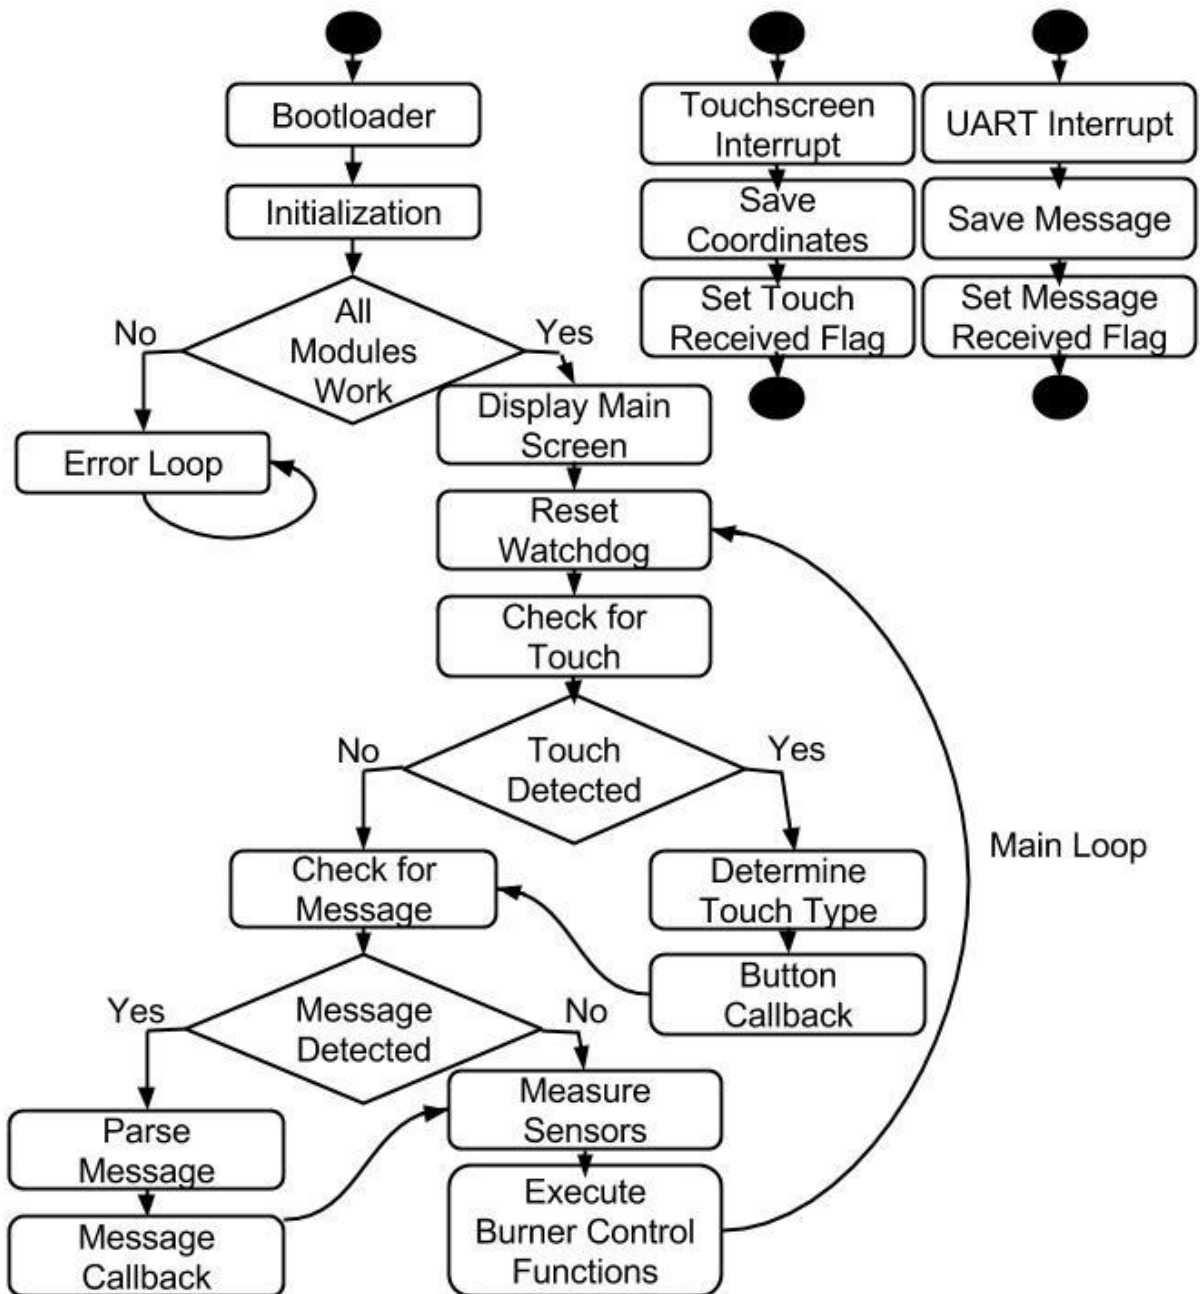 Bootloader
Initialization
All
Modules
Work
No
Yes
Error Loop
Display Main
Screen
Reset
Watchdog
Check for
Touch
Touch
Detected
No
Yes
Check for
Message
Determine
Touch Type
Button
Callback
Message
Detected
Yes
No
Parse
Message
Message
Callback
Measure
Sensors
Execute
Burner Control
Functions
Main Loop
Touchscreen
Interrupt
Save
Coordinates
Set Touch
Received Flag
UART Interrupt
Save Message
Set Message
Received Flag